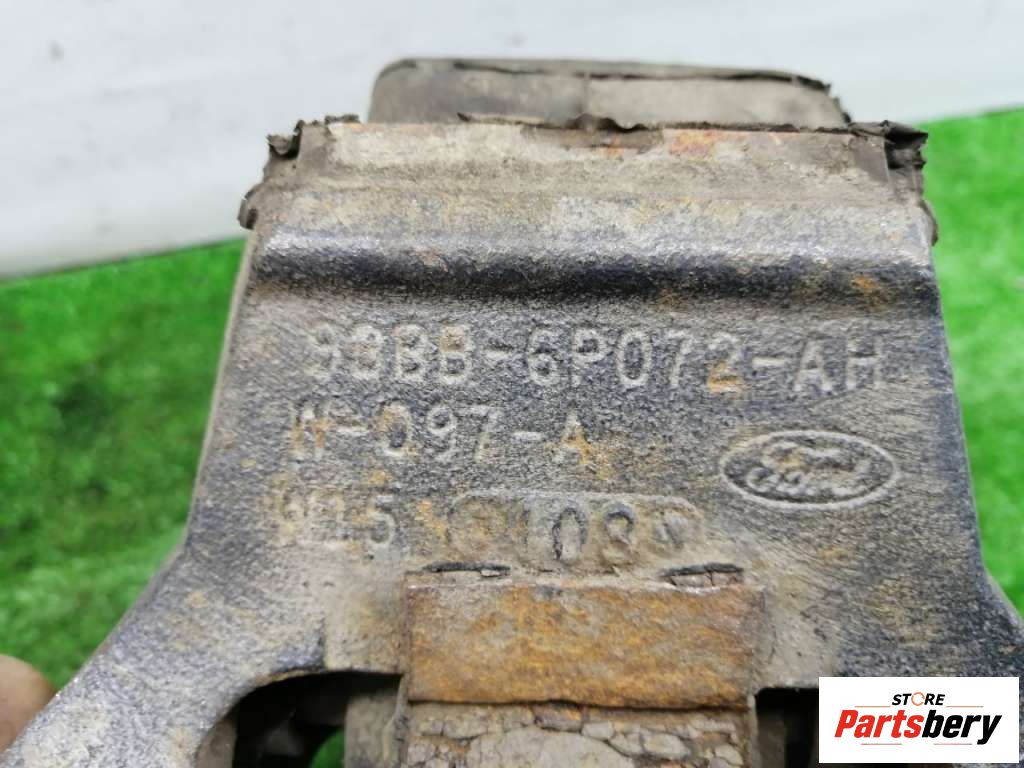 93BB-6P072-AH
W-097-A
Ford
STORE
Partsbery